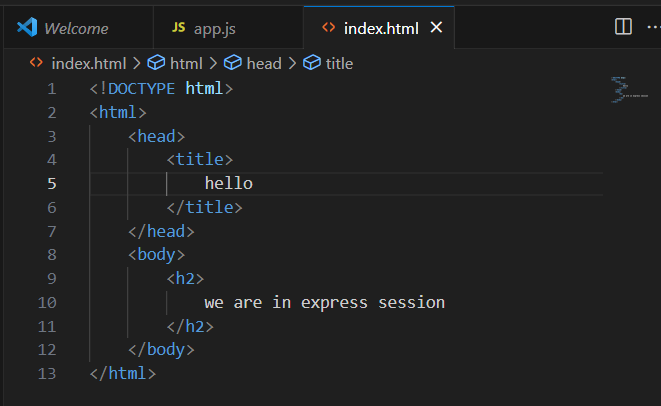 Welcome
JS app.js
<> index.html ×
<> index.html > html > head > title
1 <!DOCTYPE html>
2 <html>
3     <head>
4         <title>
5             hello
6         </title>
7     </head>
8     <body>
9         <h2>
10             we are in express session
11         </h2>
12     </body>
13 </html>